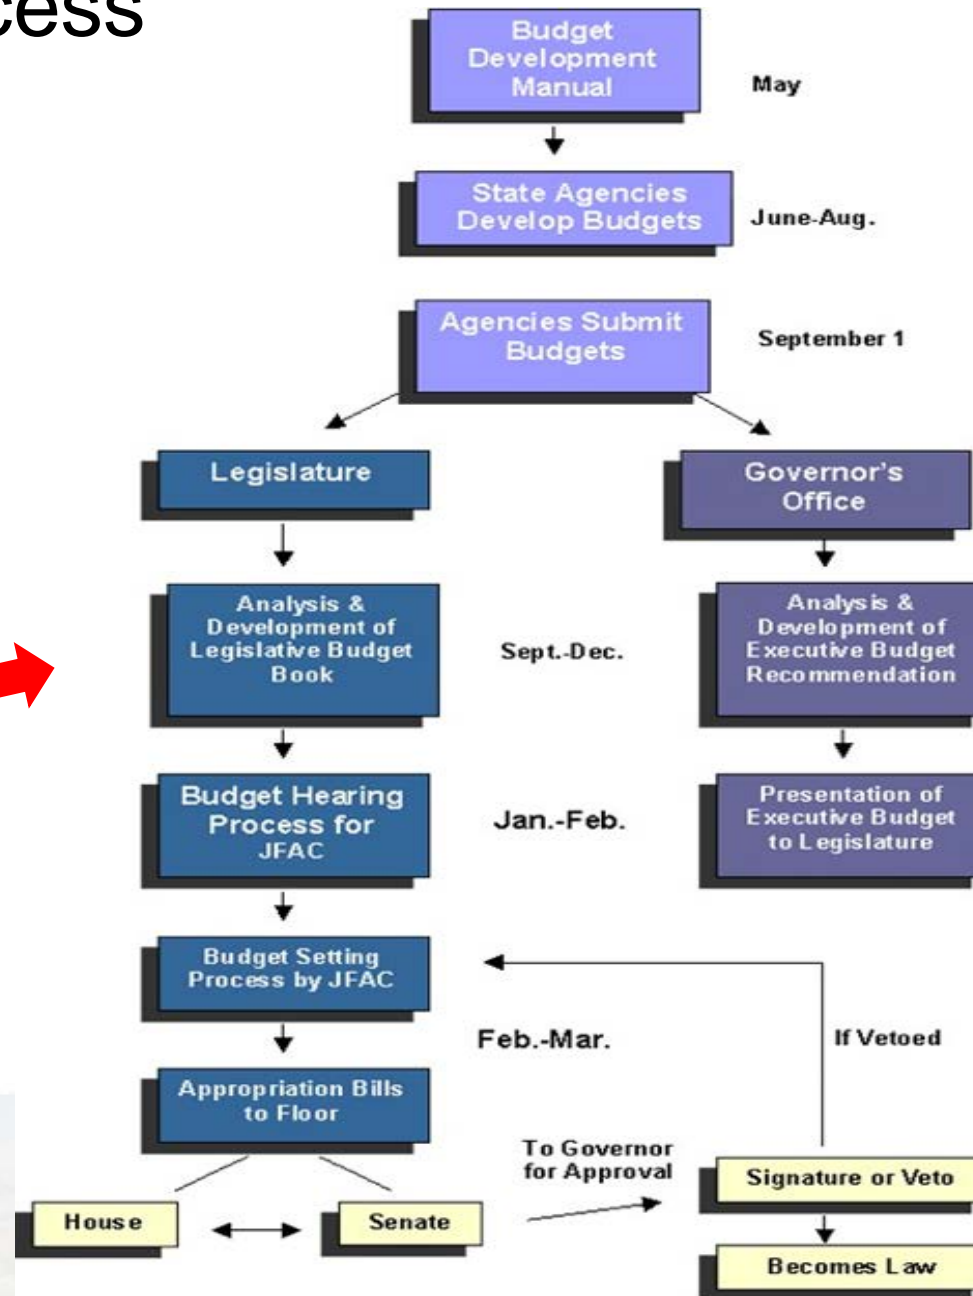 Budget
Development
Manual
May
State Agencies
Develop Budgets
June-Aug.
Agencies Submit
Budgets
September 1
Legislature
Governor's
Office
Analysis &
Development of
Legislative Budget
Book
Sept.-Dec.
Analysis &
Development of
Executive Budget
Recommendation
Budget Hearing
Process for
JFAC
Jan.-Feb.
Presentation of
Executive Budget
to Legislature
Budget Setting
Process by JFAC
Feb.-Mar.
If Vetoed
Appropriation Bills
to Floor
To Governor
for Approval
House
Senate
Signature or Veto
Becomes Law